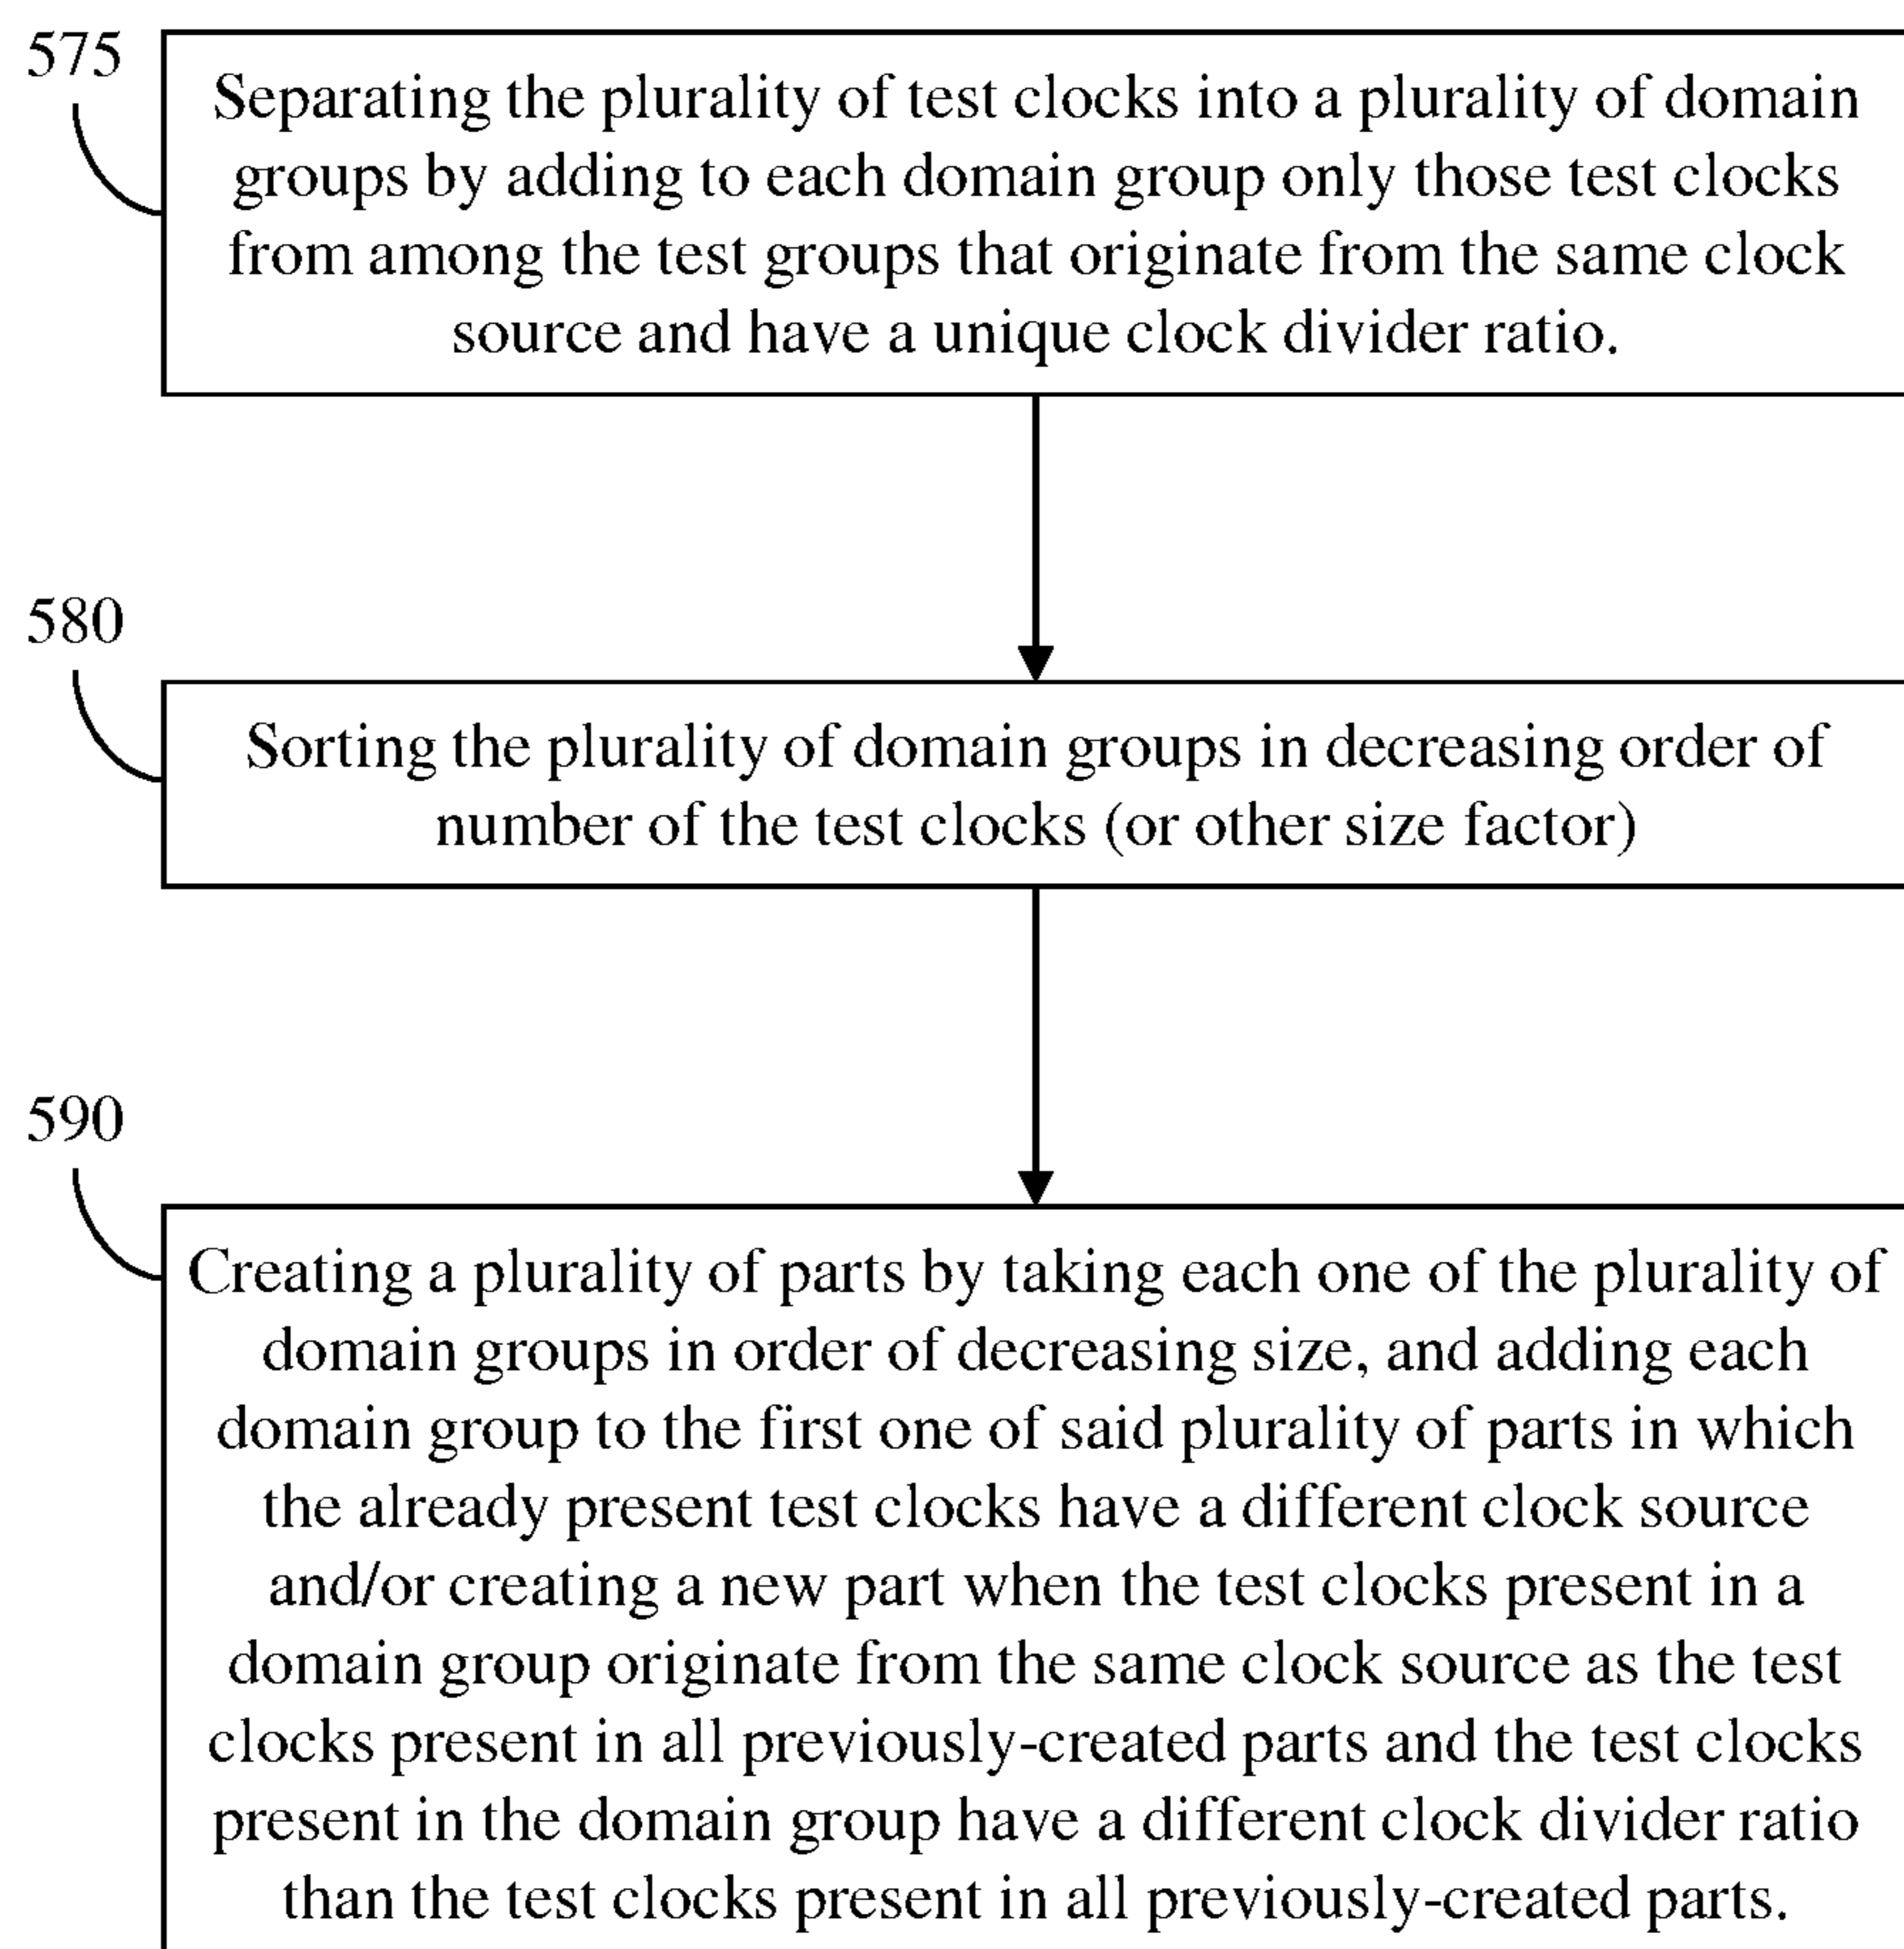 575
Separating the plurality of test clocks into a plurality of domain
groups by adding to each domain group only those test clocks
from among the test groups that originate from the same clock
source and have a unique clock divider ratio.
580
Sorting the plurality of domain groups in decreasing order of
number of the test clocks (or other size factor)
590
Creating a plurality of parts by taking each one of the plurality of
domain groups in order of decreasing size, and adding each
domain group to the first one of said plurality of parts in which
the already present test clocks have a different clock source
and/or creating a new part when the test clocks present in a
domain group originate from the same clock source as the test
clocks present in all previously-created parts and the test clocks
present in the domain group have a different clock divider ratio
than the test clocks present in all previously-created parts.